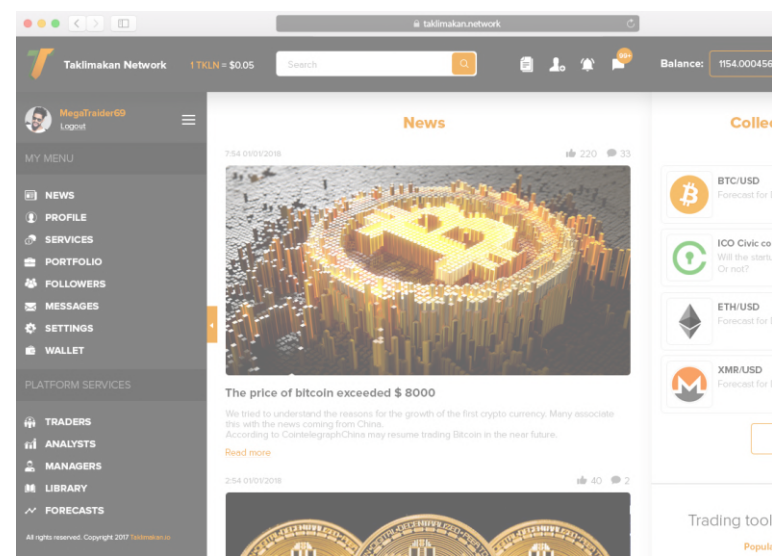 taklimakan.network
Taklimakan Network
1 TKLN = $0.05
Search
99+
Balance:
1154.000456
MegaTraider69
Logout
MY MENU
NEWS
PROFILE
SERVICES
PORTFOLIO
FOLLOWERS
MESSAGES
SETTINGS
WALLET
PLATFORM SERVICES
TRADERS
ANALYSTS
MANAGERS
LIBRARY
FORECASTS
All rights reserved. Copyright 2017 Taklimakan.io
News
7:54 01/01/2018
220
33
The price of bitcoin exceeded $ 8000
We tried to understand the reasons for the growth of the first crypto currency. Many associate
this with the news coming from China.
According to CointelegraphChina may resume trading Bitcoin in the near future.
Read more
2:54 01/01/2018
40
2
Colle
BTC/USD
Forecast for
ICO Civic co
Will the start
Or not?
ETH/USD
Forecast for
XMR/USD
Forecast for
Trading tool
Popul